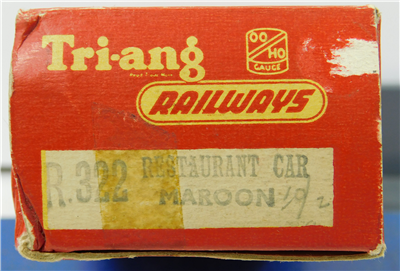 Tri-ang
OO/HO
GAUGE
RAILWAYS
R.322 RESTAURANT CAR
MAROON